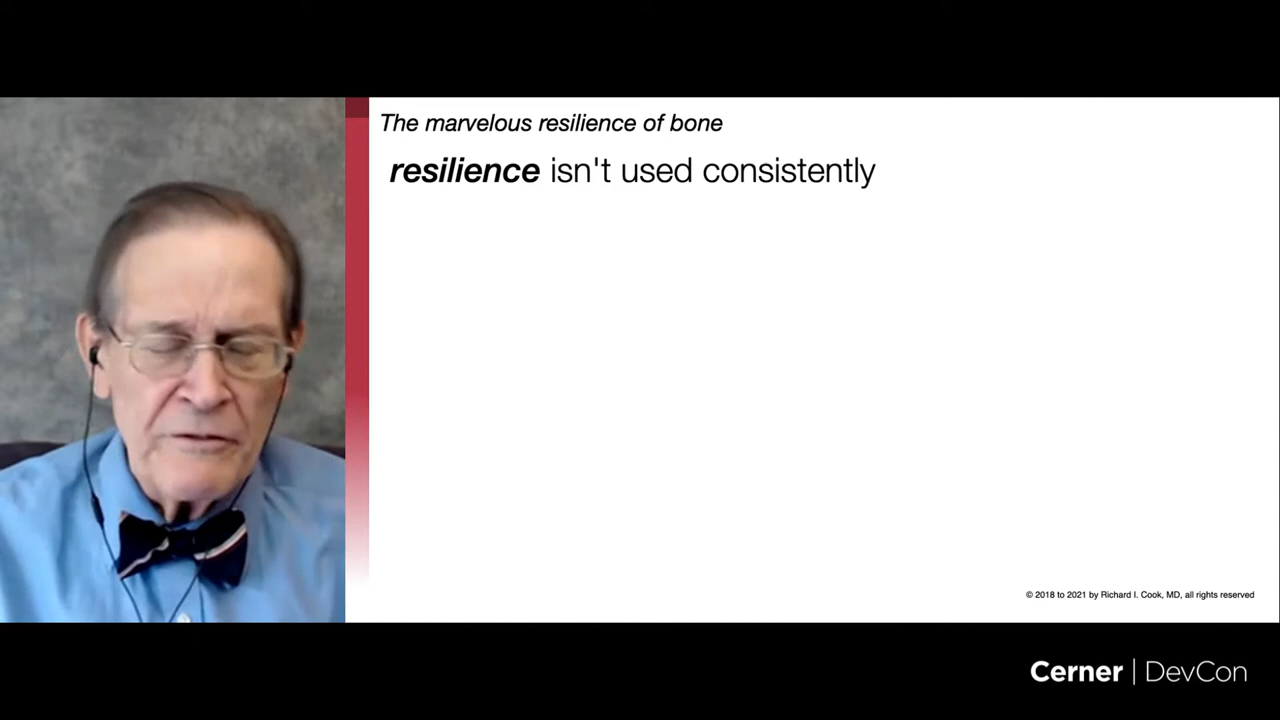 The marvelous resilience of bone
resilience isn't used consistently
© 2018 to 2021 by Richard I. Cook, MD, all rights reserved
Cerner | DevCon